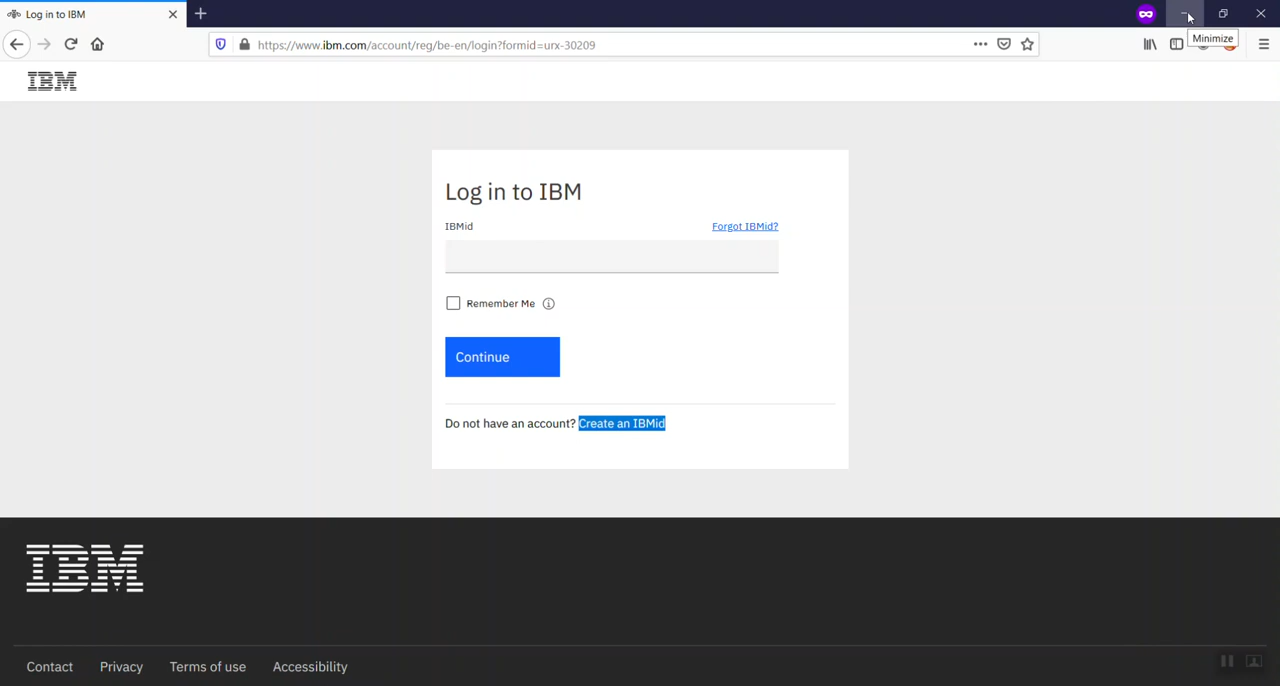 Log in to IBM
https://www.ibm.com/account/reg/be-en/login?formid=urx-30209
Minimize
IBM
Log in to IBM
IBMid Forgot IBMid?
Remember Me
Continue
Do not have an account? Create an IBMid
IBM
Contact Privacy Terms of use Accessibility